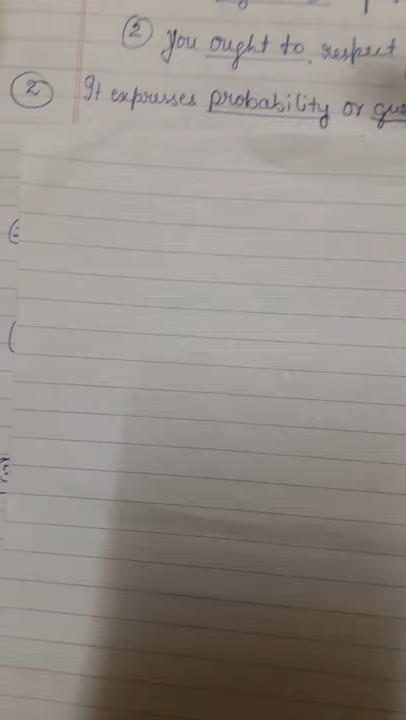 ② You ought to respect
② It expresses probability or